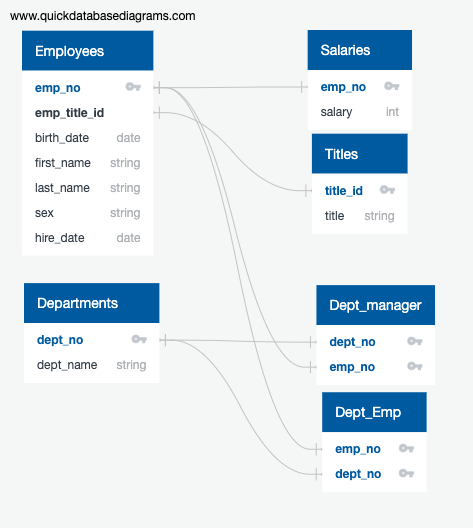 www.quickdatabasediagrams.com
Employees
emp_no
emp_title_id
birth_date date
first_name string
last_name string
sex string
hire_date date
Salaries
emp_no
salary int
Titles
title_id
title string
Departments
dept_no
dept_name string
Dept_manager
dept_no
emp_no
Dept_Emp
emp_no
dept_no